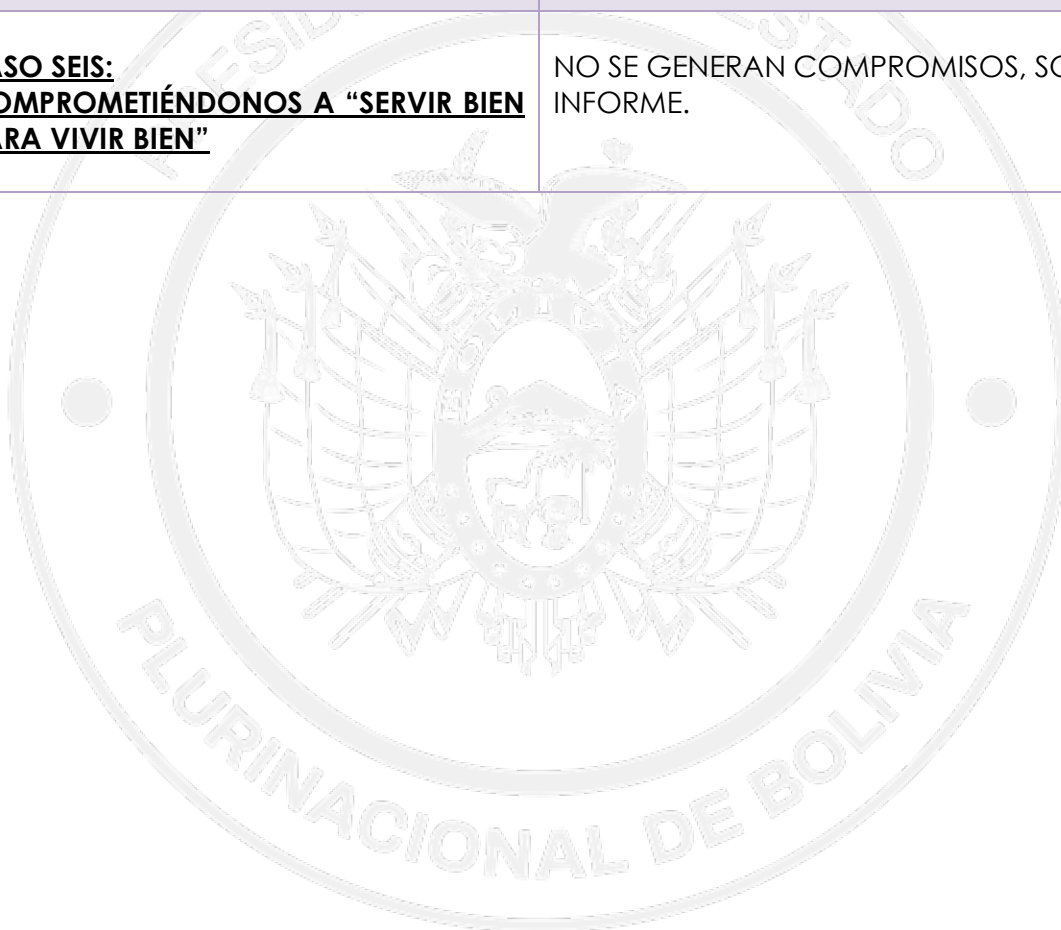 ASO SEIS:
OMPROMETIÉNDONOS A “SERVIR BIEN
ARA VIVIR BIEN”
NO SE GENERAN COMPROMISOS, SO
INFORME.
PLURINACIONAL DE BOLIVIA